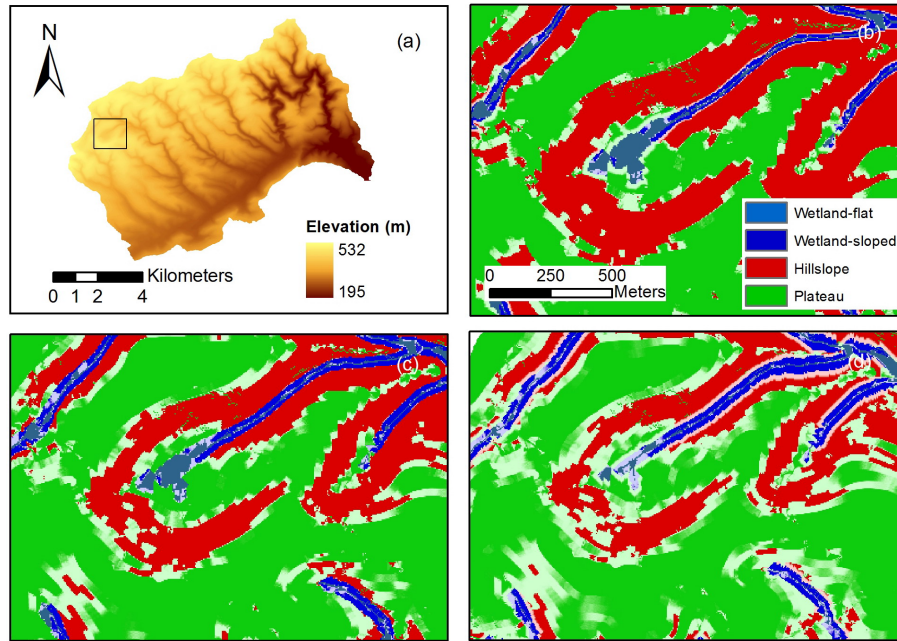 N
(a)
Elevation (m)
532
195
Kilometers
0 1 2 4
(b)
Wetland-flat
Wetland-sloped
Hillslope
Plateau
0 250 500
Meters
(c)
(d)